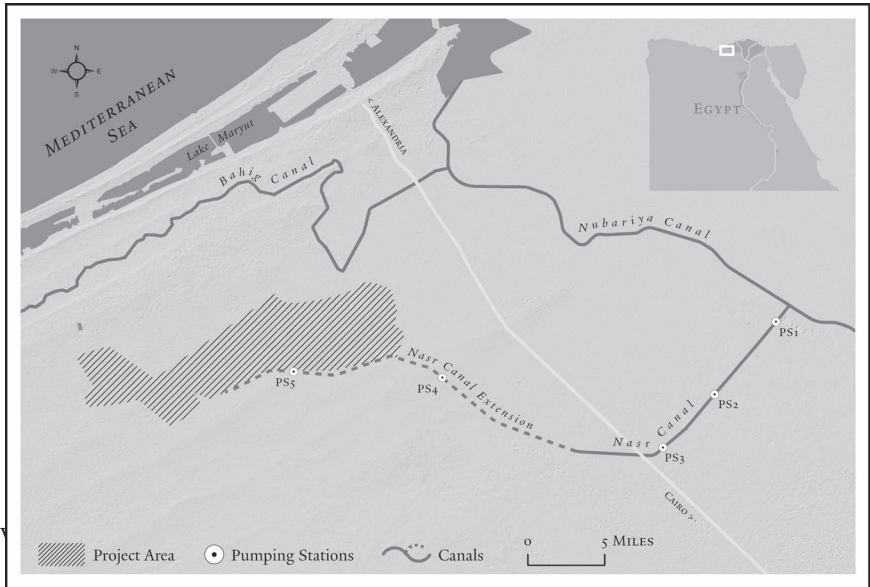 N
W E
S
MEDITERRANEAN
SEA
Lake Maryut
Bahig Canal
< ALEXANDRIA
EGYPT
Nubariya Canal
PS1
PS2
Nasr Canal
PS3
Nasr Canal Extension
PS4
PS5
CAIRO >
Project Area
Pumping Stations
Canals
0 5 MILES